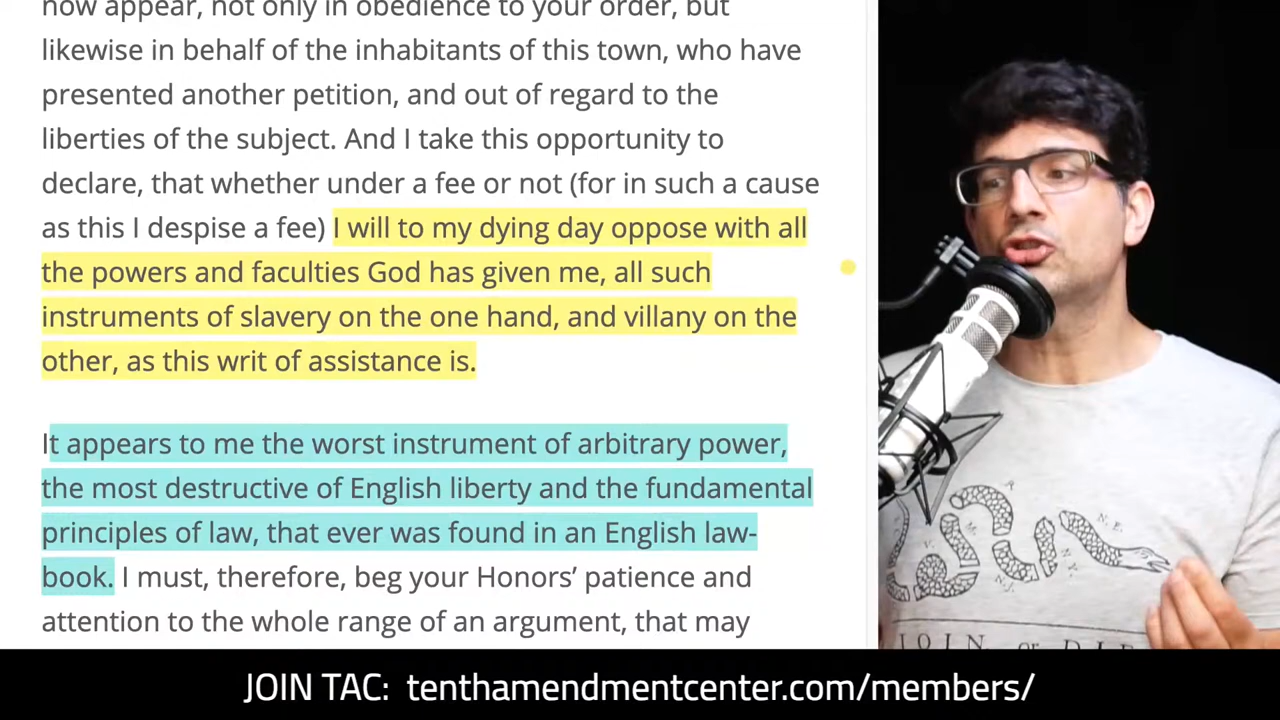 now appear, not only in obedience to your order, but
likewise in behalf of the inhabitants of this town, who have
presented another petition, and out of regard to the
liberties of the subject. And I take this opportunity to
declare, that whether under a fee or not (for in such a cause
as this I despise a fee) I will to my dying day oppose with all
the powers and faculties God has given me, all such
instruments of slavery on the one hand, and villany on the
other, as this writ of assistance is.
It appears to me the worst instrument of arbitrary power,
the most destructive of English liberty and the fundamental
principles of law, that ever was found in an English law-
book. I must, therefore, beg your Honors’ patience and
attention to the whole range of an argument, that may
R.
N.E.
V.
M.
N.Y.
N.J.
JOIN or DIE
JOIN TAC: tenthamendmentcenter.com/members/